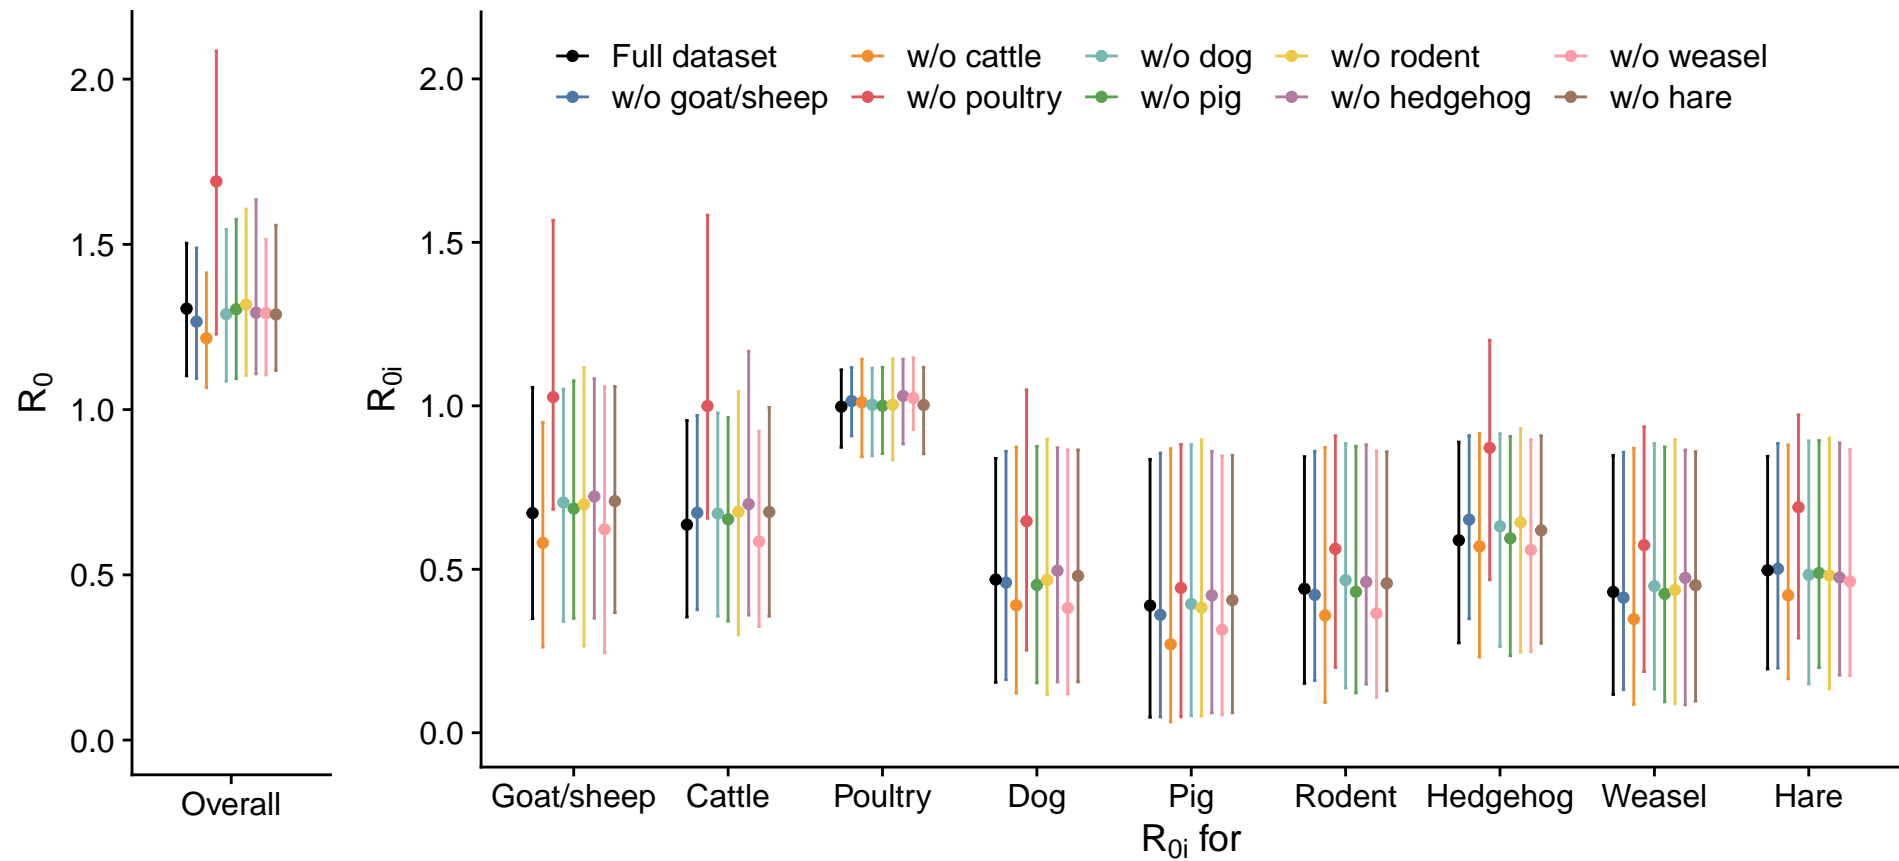 R0
2.0
1.5
1.0
0.5
0.0
Overall
R0i
2.0
1.5
1.0
0.5
0.0
Full dataset w/o cattle w/o dog w/o rodent w/o weasel
w/o goat/sheep w/o poultry w/o pig w/o hedgehog w/o hare
Goat/sheep Cattle Poultry Dog Pig Rodent Hedgehog Weasel Hare
R0i for